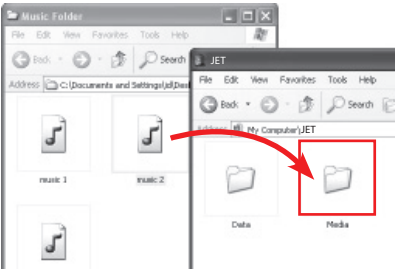 Music Folder
File Edit View Favorites Tools Help
Back Search
Address C:\Documents and Settings\jd\Des
music 1
music 2
JET
File Edit View Favorites Tools Help
Back Search
Address My Computer\JET
Data
Media